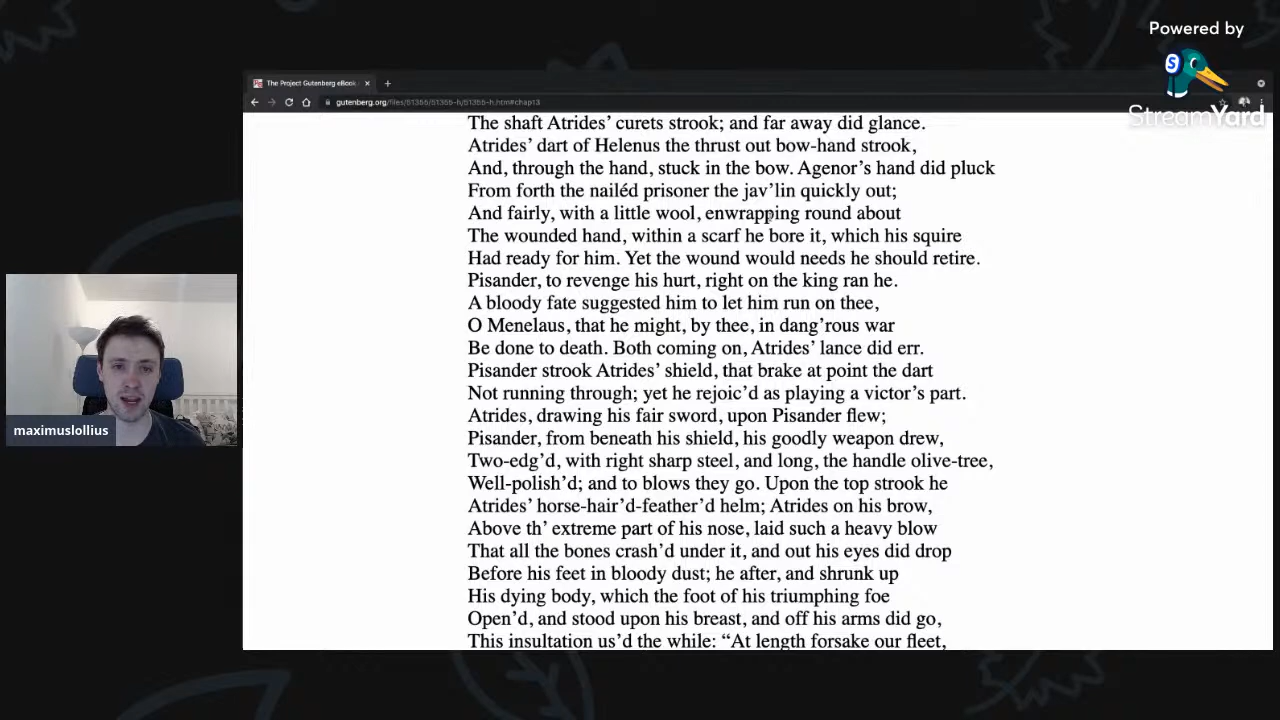 Powered by
StreamYard
The Project Gutenberg eBook
gutenberg.org/files/51355/51355-h/51355-h.htm#chap13
The shaft Atrides’ curets strook; and far away did glance.
Atrides’ dart of Helenus the thrust out bow-hand strook,
And, through the hand, stuck in the bow. Agenor’s hand did pluck
From forth the nailéd prisoner the jav’lin quickly out;
And fairly, with a little wool, enwrapping round about
The wounded hand, within a scarf he bore it, which his squire
Had ready for him. Yet the wound would needs he should retire.
Pisander, to revenge his hurt, right on the king ran he.
A bloody fate suggested him to let him run on thee,
O Menelaus, that he might, by thee, in dang’rous war
Be done to death. Both coming on, Atrides’ lance did err.
Pisander strook Atrides’ shield, that brake at point the dart
Not running through; yet he rejoic’d as playing a victor’s part.
Atrides, drawing his fair sword, upon Pisander flew;
Pisander, from beneath his shield, his goodly weapon drew,
Two-edg’d, with right sharp steel, and long, the handle olive-tree,
Well-polish’d; and to blows they go. Upon the top strook he
Atrides’ horse-hair’d-feather’d helm; Atrides on his brow,
Above th’ extreme part of his nose, laid such a heavy blow
That all the bones crash’d under it, and out his eyes did drop
Before his feet in bloody dust; he after, and shrunk up
His dying body, which the foot of his triumphing foe
Open’d, and stood upon his breast, and off his arms did go,
This insultation us’d the while: “At length forsake our fleet,
maximuslollius